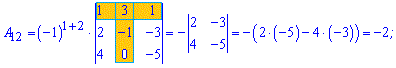 A₁₂ = (−1)¹⁺² · |1 3 1; 2 −1 −3; 4 0 −5| = −|2 −3; 4 −5| = −(2·(−5)−4·(−3)) = −2;